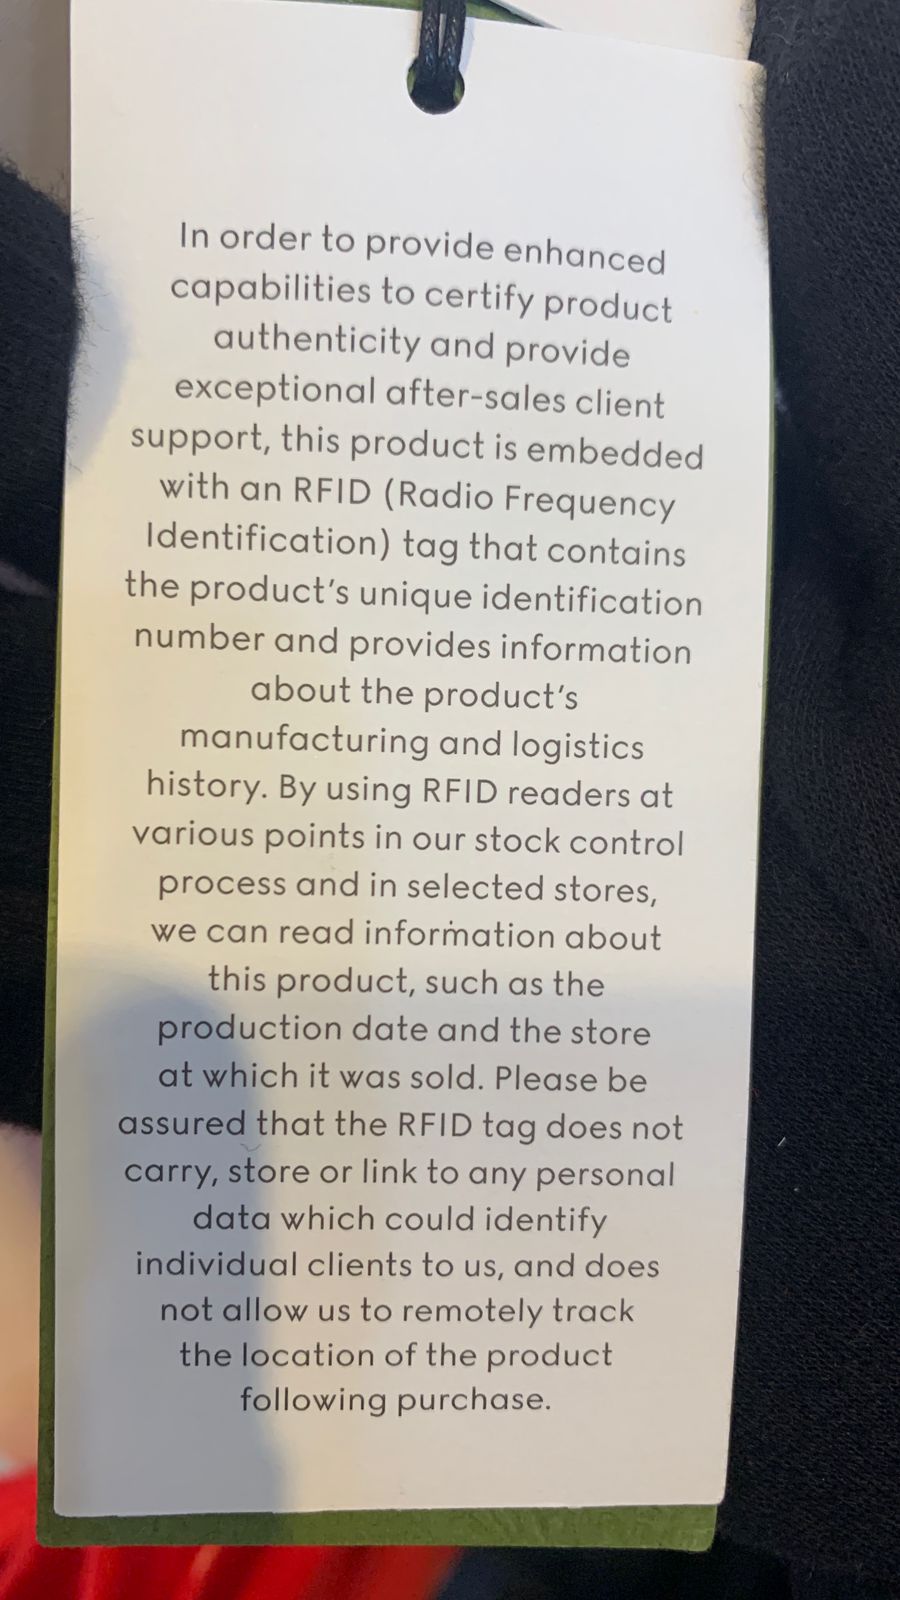 In order to provide enhanced
capabilities to certify product
authenticity and provide
exceptional after-sales client
support, this product is embedded
with an RFID (Radio Frequency
Identification) tag that contains
the product's unique identification
number and provides information
about the product's
manufacturing and logistics
history. By using RFID readers at
various points in our stock control
process and in selected stores,
we can read information about
this product, such as the
production date and the store
at which it was sold. Please be
assured that the RFID tag does not
carry, store or link to any personal
data which could identify
individual clients to us, and does
not allow us to remotely track
the location of the product
following purchase.